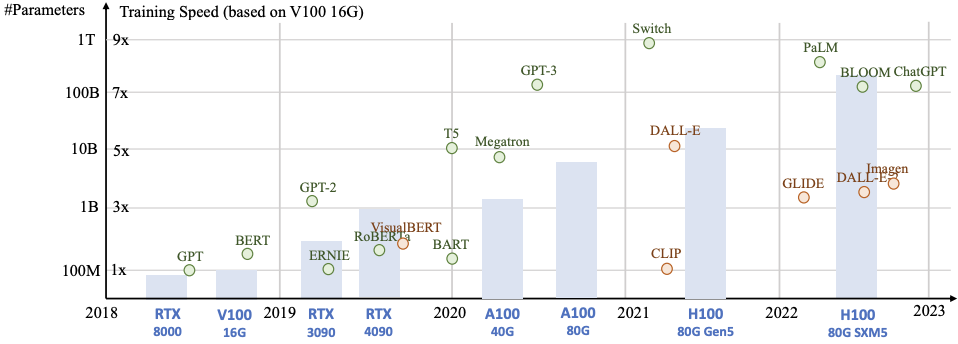 #Parameters
Training Speed (based on V100 16G)
Switch
1T 9x
PaLM
GPT-3
BLOOM ChatGPT
100B 7x
T5
DALL-E
Megatron
10B 5x
Imagen
GLIDE
DALL-E2
GPT-2
1B 3x
VisualBERT
RoBERTa
BERT
BART
GPT
ERNIE
CLIP
100M 1x
2018 2019 2020 2021 2022 2023
RTX V100 RTX RTX A100 A100 H100 H100
8000 16G 3090 4090 40G 80G 80G Gen5 80G SXM5